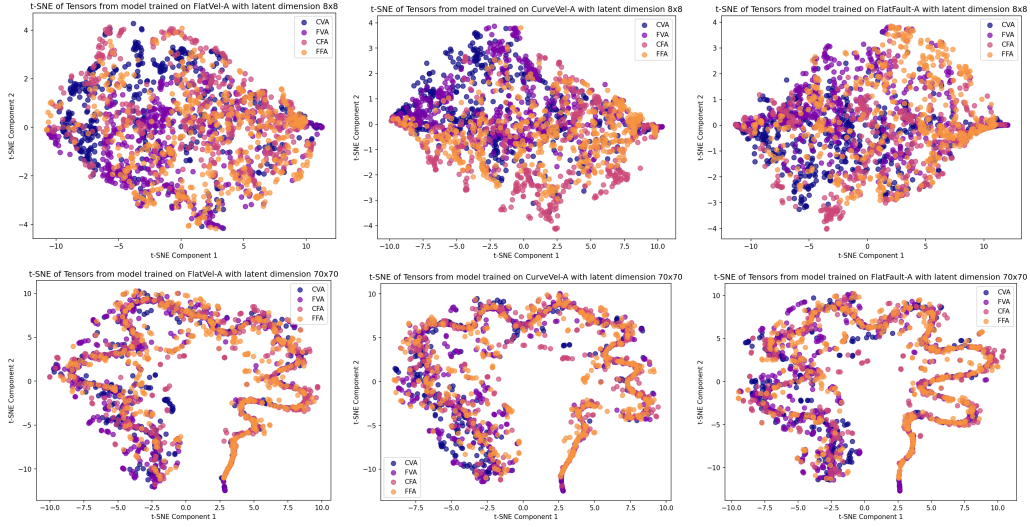 t-SNE of Tensors from model trained on FlatVel-A with latent dimension 8x8
CVA
FVA
CFA
FFA
4
2
0
−2
−4
t-SNE Component 2
−10
−5
0
5
10
t-SNE Component 1
t-SNE of Tensors from model trained on CurveVel-A with latent dimension 8x8
CVA
FVA
CFA
FFA
4
3
2
1
0
−1
−2
−3
−4
t-SNE Component 2
−10.0
−7.5
−5.0
−2.5
0.0
2.5
5.0
7.5
10.0
t-SNE Component 1
t-SNE of Tensors from model trained on FlatFault-A with latent dimension 8x8
CVA
FVA
CFA
FFA
4
3
2
1
0
−1
−2
−3
−4
t-SNE Component 2
−10
−5
0
5
10
t-SNE Component 1
t-SNE of Tensors from model trained on FlatVel-A with latent dimension 70x70
CVA
FVA
CFA
FFA
10
5
0
−5
−10
t-SNE Component 2
−10.0
−7.5
−5.0
−2.5
0.0
2.5
5.0
7.5
10.0
t-SNE Component 1
t-SNE of Tensors from model trained on CurveVel-A with latent dimension 70x70
CVA
FVA
CFA
FFA
10
5
0
−5
−10
t-SNE Component 2
−7.5
−5.0
−2.5
0.0
2.5
5.0
7.5
10.0
t-SNE Component 1
t-SNE of Tensors from model trained on FlatFault-A with latent dimension 70x70
CVA
FVA
CFA
FFA
10
5
0
−5
−10
t-SNE Component 2
−10.0
−7.5
−5.0
−2.5
0.0
2.5
5.0
7.5
10.0
t-SNE Component 1